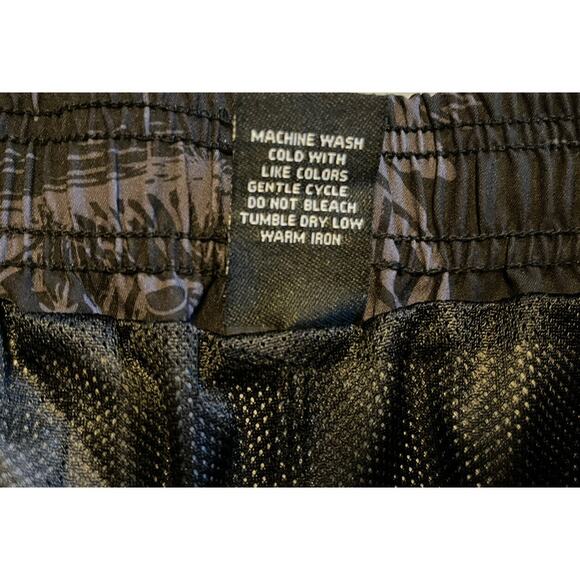 MACHINE WASH
COLD WITH
LIKE COLORS
GENTLE CYCLE
DO NOT BLEACH
TUMBLE DRY LOW
WARM IRON